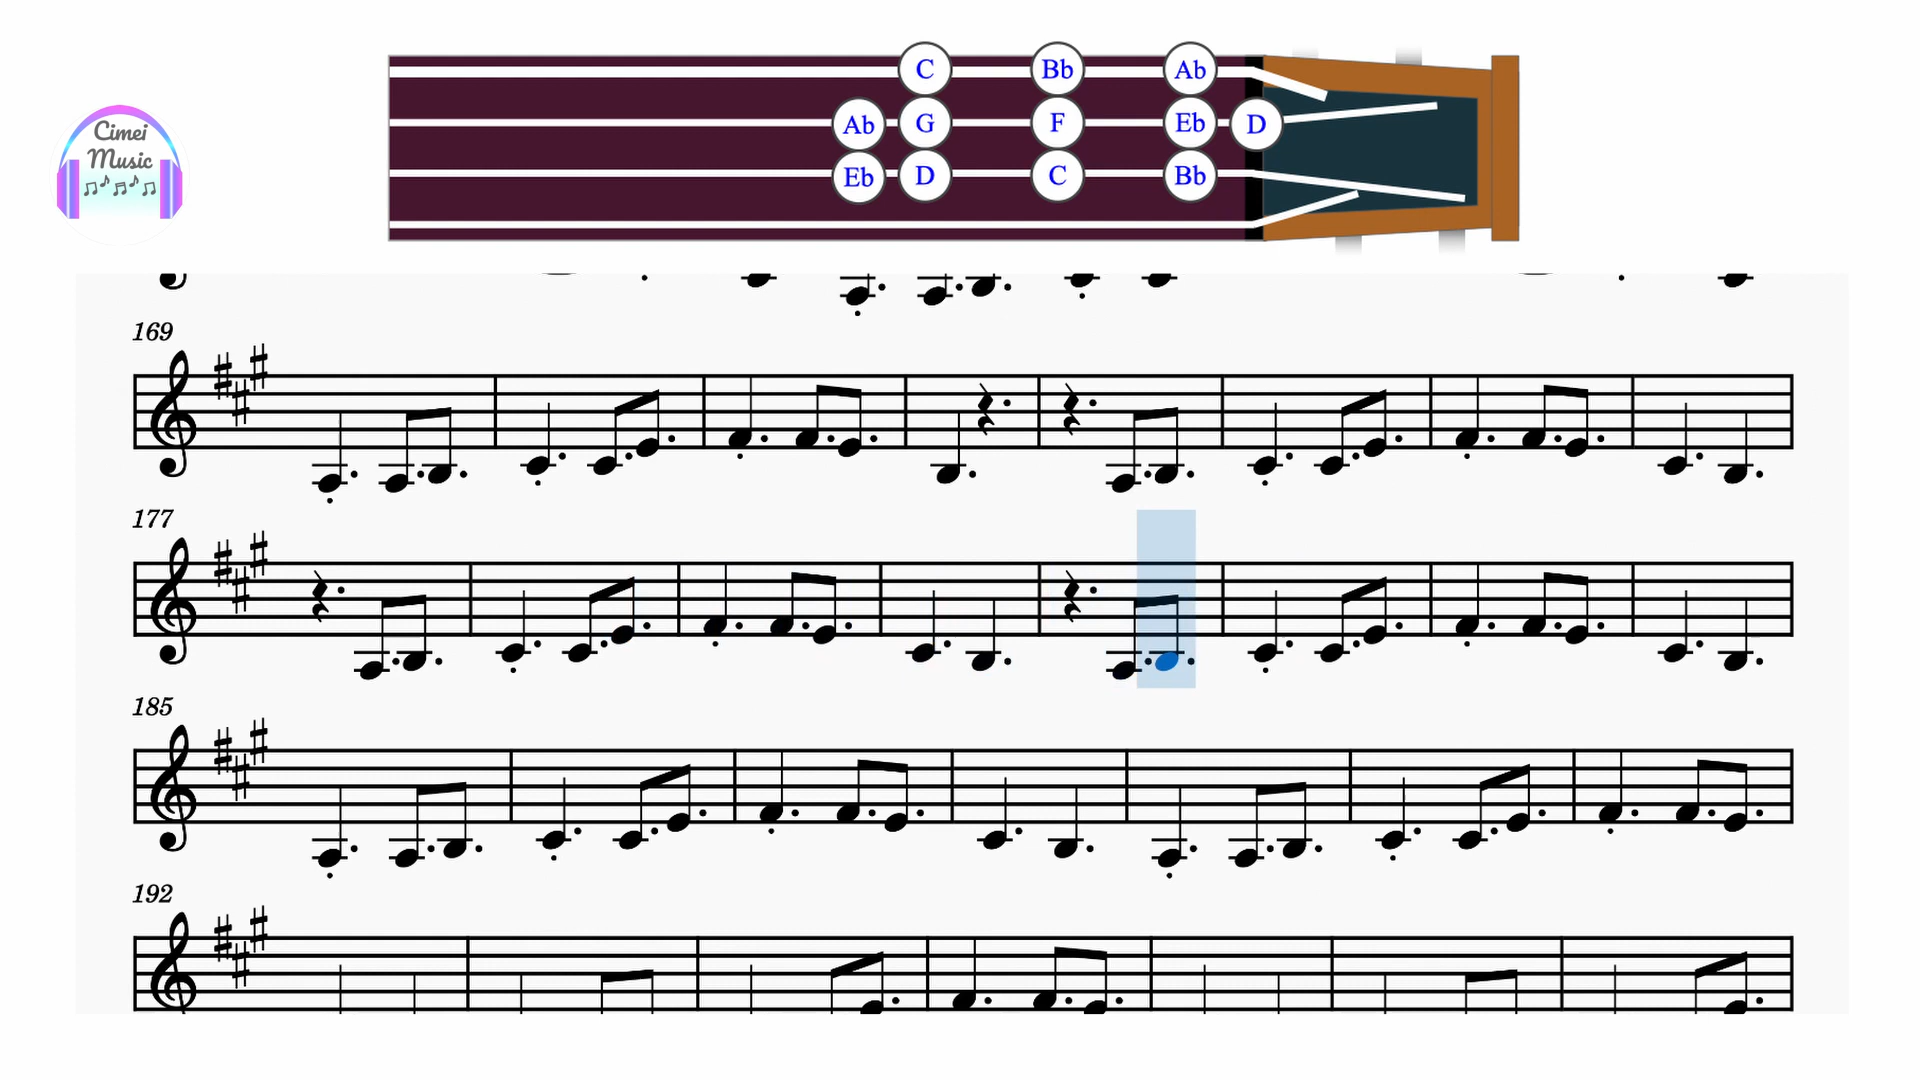 C Bb Ab
Ab G F Eb D
Eb D C Bb
Cimei
Music
169
177
185
192